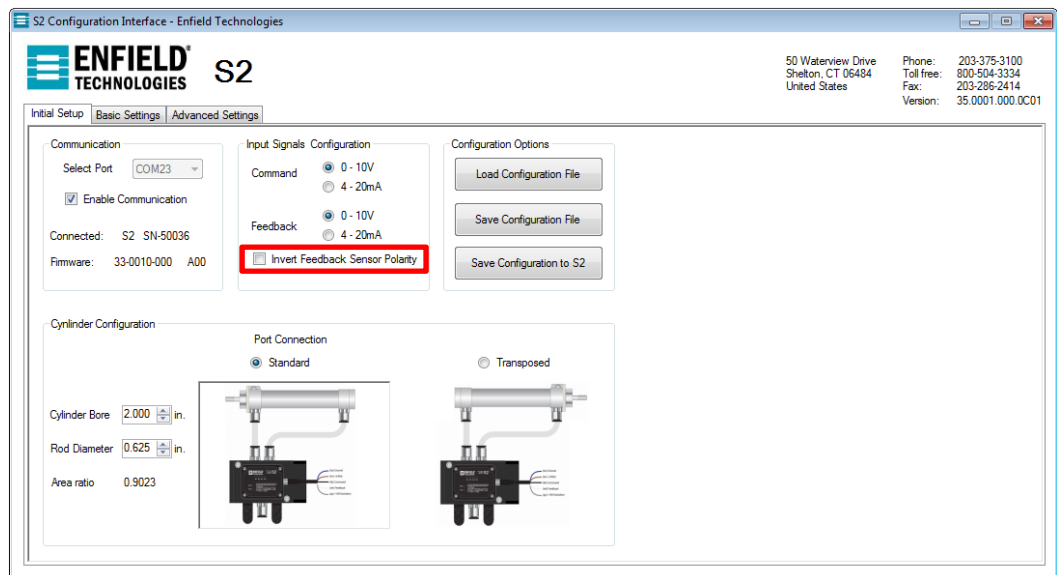 S2 Configuration Interface - Enfield Technologies
ENFIELD
TECHNOLOGIES
S2
50 Waterview Drive
Shelton, CT 06484
United States
Phone: 203-375-3100
Toll free: 800-504-3334
Fax: 203-286-2414
Version: 35.0001.000.0C01
Initial Setup Basic Settings Advanced Settings
Communication
Select Port COM23
Enable Communication
Connected: S2 SN-50036
Firmware: 33-0010-000 A00
Input Signals Configuration
Command 0 - 10V
4 - 20mA
Feedback 0 - 10V
4 - 20mA
Invert Feedback Sensor Polarity
Configuration Options
Load Configuration File
Save Configuration File
Save Configuration to S2
Cynlinder Configuration
Port Connection
Standard Transposed
Cylinder Bore 2.000 in.
Rod Diameter 0.625 in.
Area ratio 0.9023
ENFIELD
ENFIELD